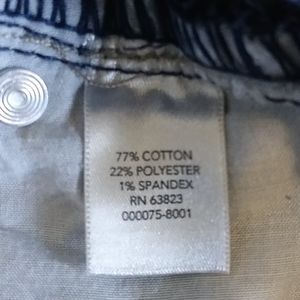 77% COTTON
22% POLYESTER
1% SPANDEX
RN 63823
000075-8001